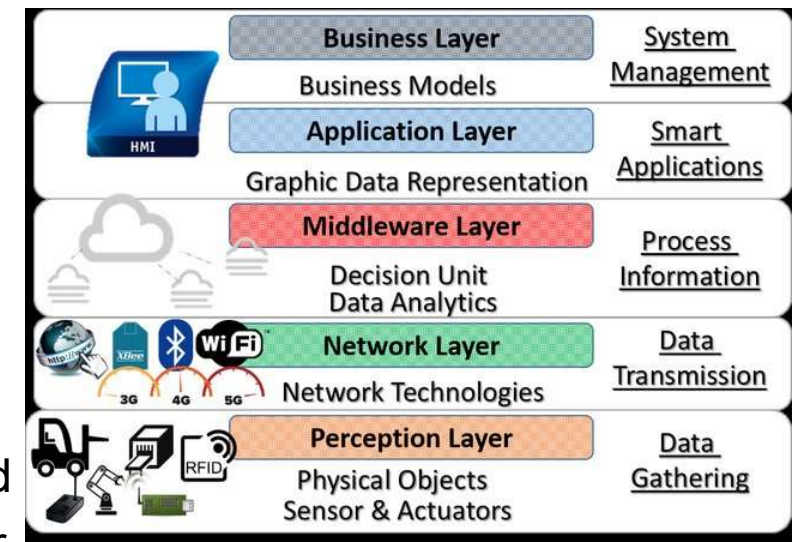 Business Layer
Business Models
System
Management
HMI
Application Layer
Graphic Data Representation
Smart
Applications
Middleware Layer
Decision Unit
Data Analytics
Process
Information
http://www
XBee
WiFi
3G 4G 5G
Network Layer
Network Technologies
Data
Transmission
RFID
Perception Layer
Physical Objects
Sensor & Actuators
Data
Gathering